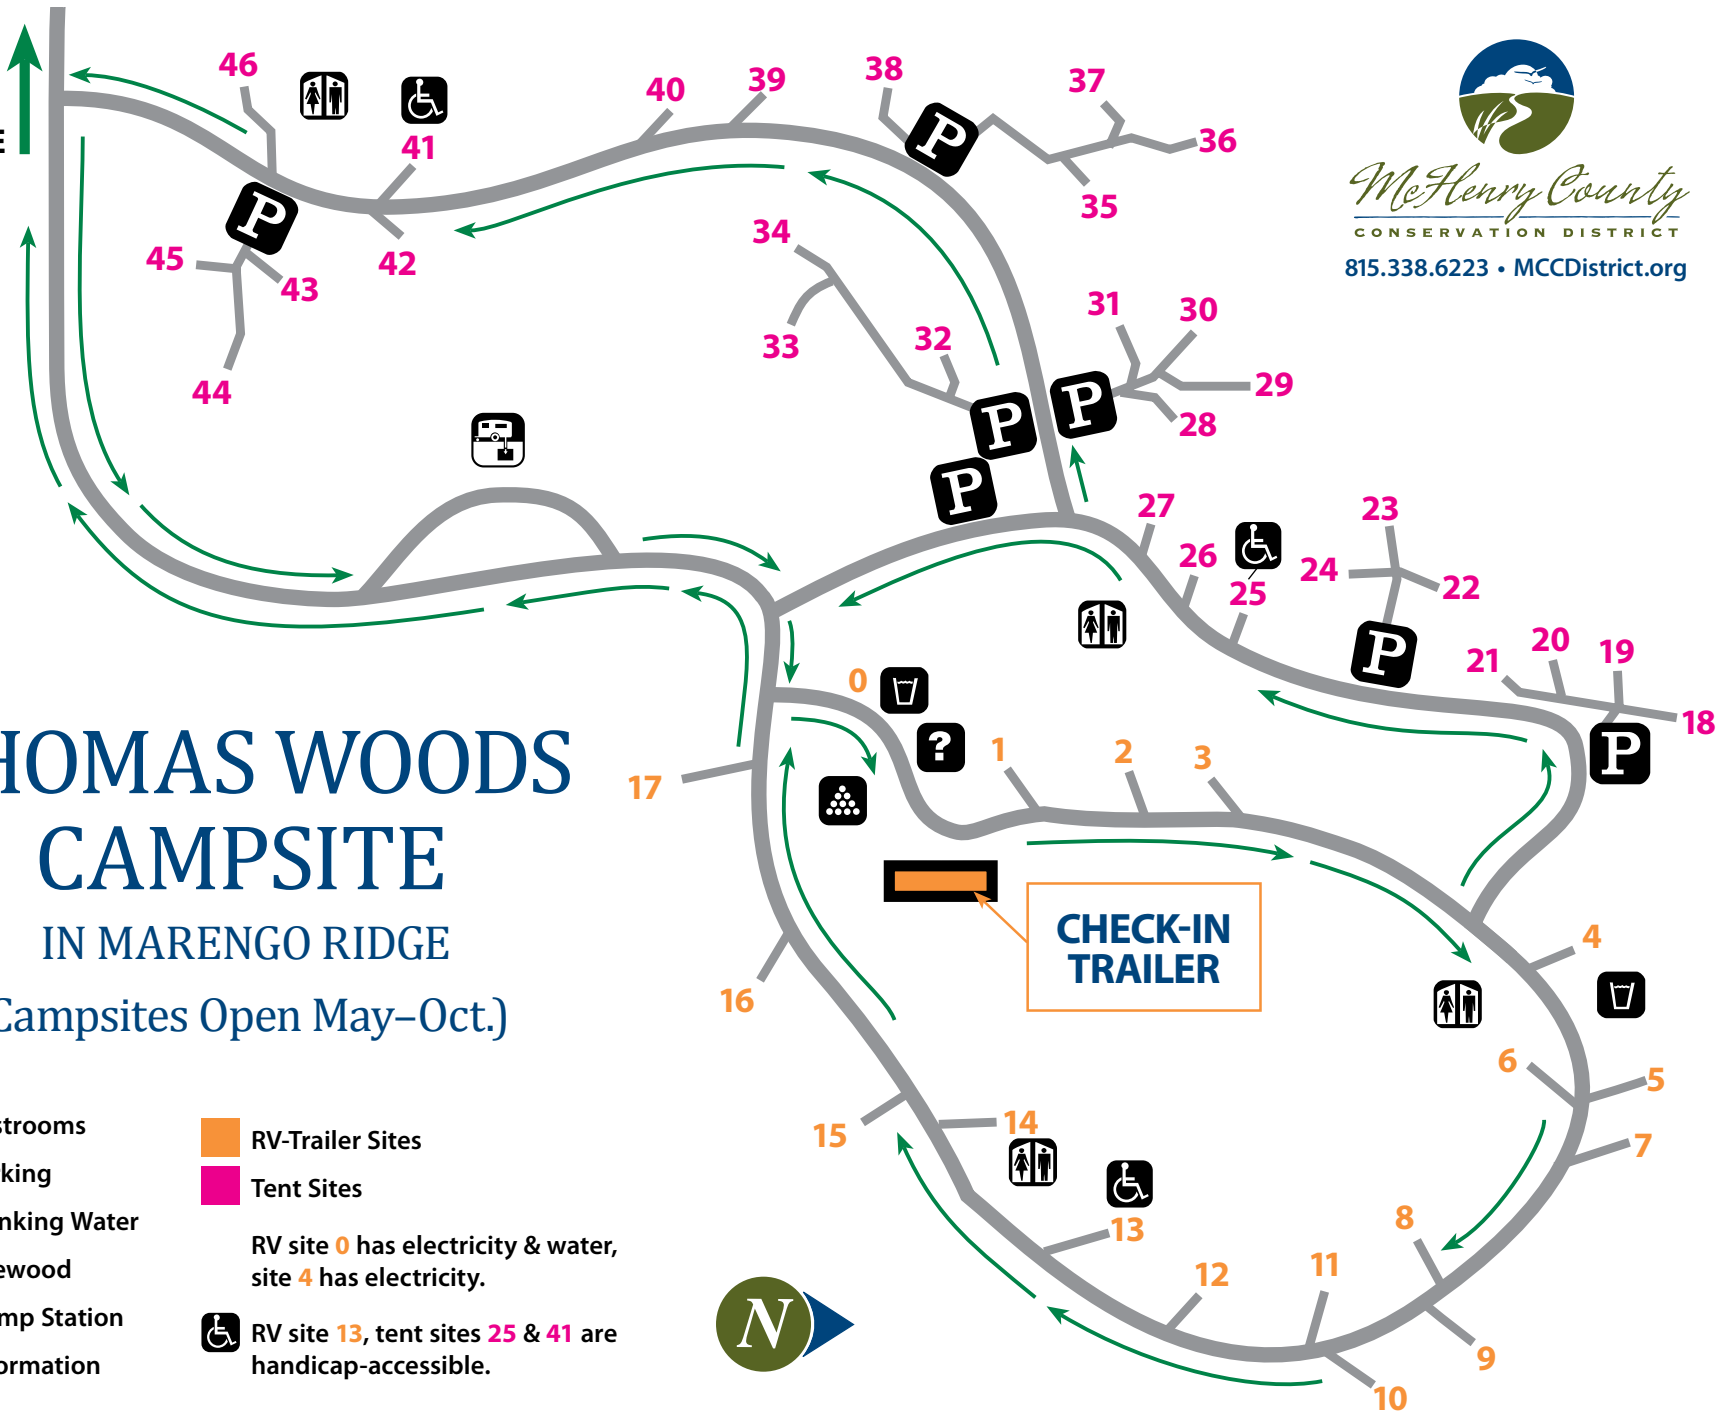 E
46
41
40
39
38
37
36
35
P
P
45
43
42
44
34
33
32
31
30
29
28
P
P
P
McHenry County
CONSERVATION DISTRICT
815.338.6223 • MCCDistrict.org
27
26
25
24
23
22
P
21
20
19
18
P
0
?
1
2
3
17
16
15
14
13
12
11
10
9
8
7
6
5
4
CHECK-IN
TRAILER
HOMAS WOODS
CAMPSITE
IN MARENGO RIDGE
Campsites Open May–Oct.)
strooms
king
nking Water
ewood
mp Station
ormation
RV-Trailer Sites
Tent Sites
RV site 0 has electricity & water,
site 4 has electricity.
RV site 13, tent sites 25 & 41 are
handicap-accessible.
N